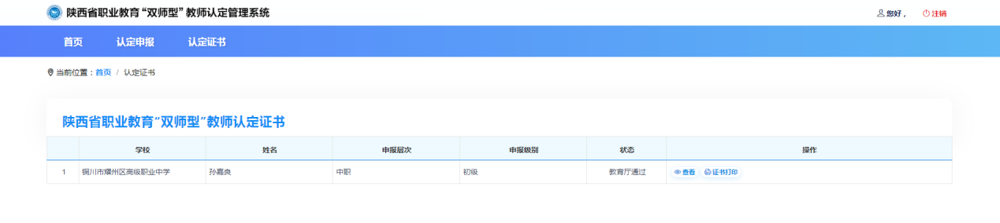 陕西省职业教育“双师型”教师认定管理系统
您好， 注销
首页 认定申报 认定证书
当前位置：首页 / 认定证书
陕西省职业教育“双师型”教师认定证书
学校 姓名 申报层次 申报级别 状态 操作
1 铜川市耀州区高级职业中学 孙嘉良 中职 初级 教育厅通过 查看 证书打印